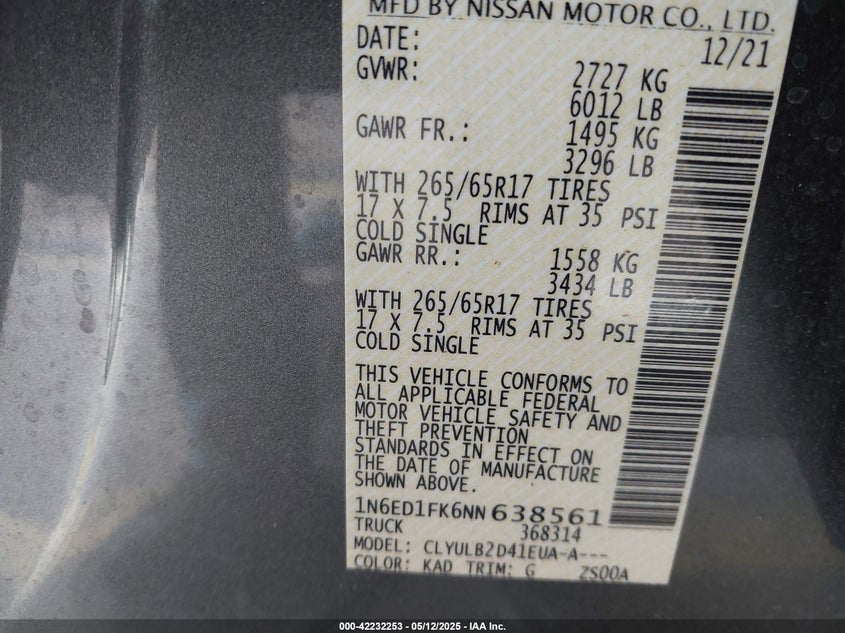 MFD BY NISSAN MOTOR CO., LTD.
DATE: 12/21
GVWR: 2727 KG
6012 LB
GAWR FR.: 1495 KG
3296 LB
WITH 265/65R17 TIRES
17 X 7.5 RIMS AT 35 PSI
COLD SINGLE
GAWR RR.: 1558 KG
3434 LB
WITH 265/65R17 TIRES
17 X 7.5 RIMS AT 35 PSI
COLD SINGLE
THIS VEHICLE CONFORMS TO
ALL APPLICABLE FEDERAL
MOTOR VEHICLE SAFETY AND
THEFT PREVENTION
STANDARDS IN EFFECT ON
THE DATE OF MANUFACTURE
SHOWN ABOVE.
1N6ED1FK6NN638561
TRUCK 368314
MODEL: CLYULB2D41EUA-A---
COLOR: KAD TRIM: G ZS00A
000-42232253 - 05/12/2025 - IAA Inc.